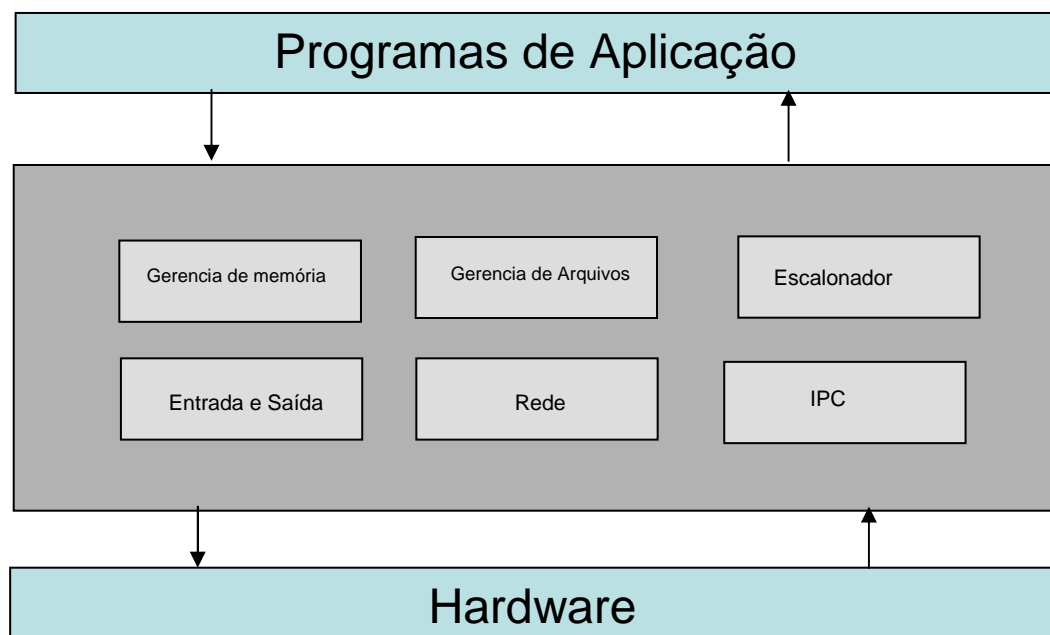 Programas de Aplicação
Gerencia de memória
Gerencia de Arquivos
Escalonador
Entrada e Saída
Rede
IPC
Hardware